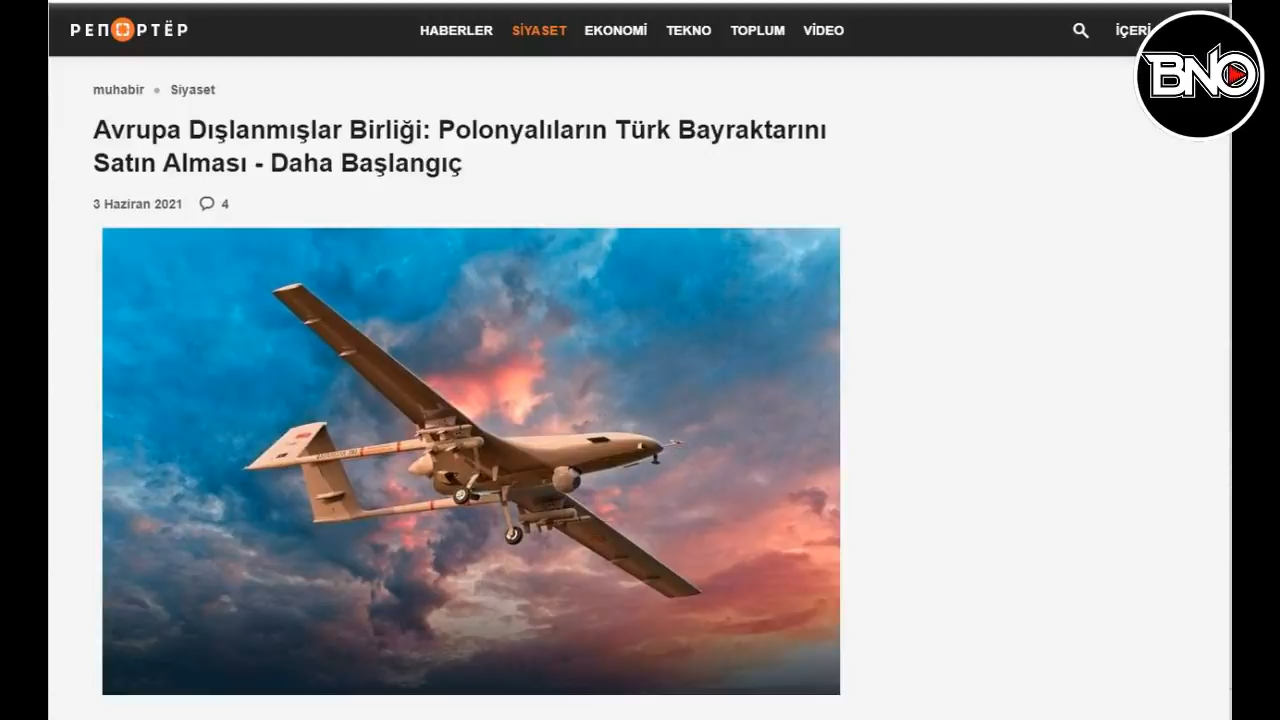 РЕПОРТЁР
HABERLER SİYASET EKONOMİ TEKNO TOPLUM VİDEO
İÇERİ
BNO
muhabir • Siyaset
Avrupa Dışlanmışlar Birliği: Polonyalıların Türk Bayraktarını
Satın Alması - Daha Başlangıç
3 Haziran 2021 4